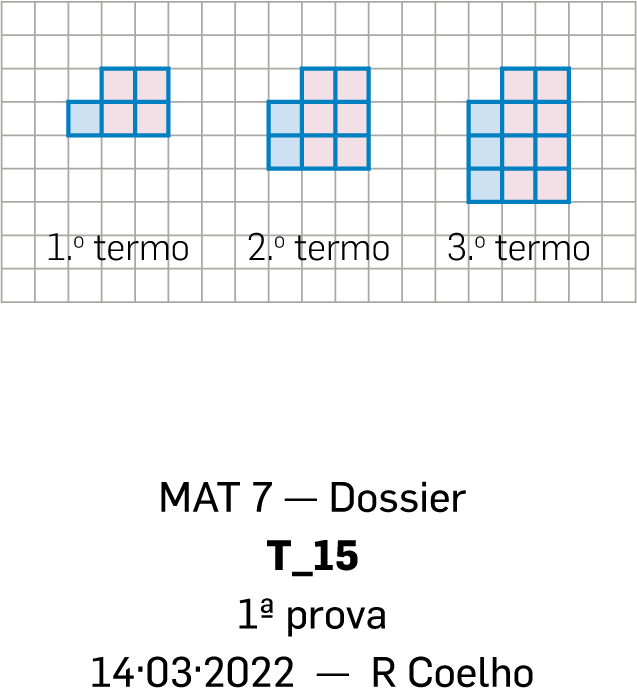 1.º termo 2.º termo 3.º termo
MAT 7 — Dossier
T_15
1ª prova
14·03·2022 — R Coelho